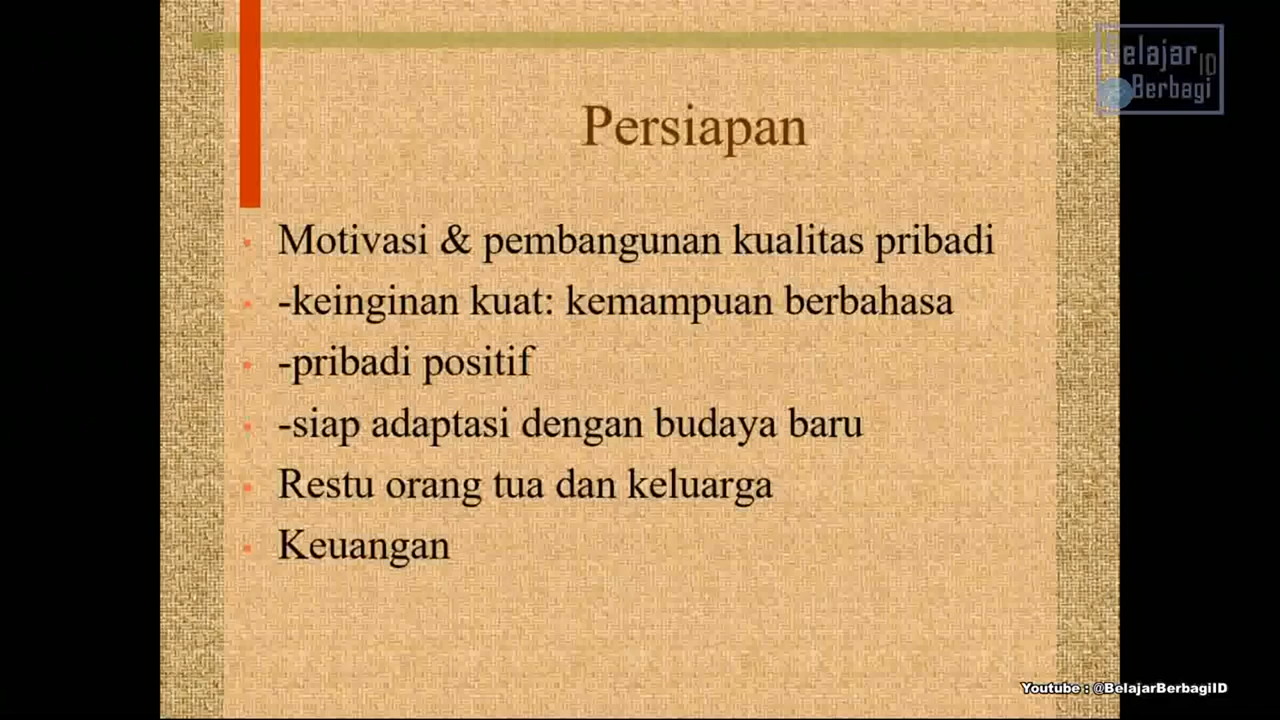 Belajar ID
Berbagi
Persiapan
Motivasi & pembangunan kualitas pribadi
-keinginan kuat: kemampuan berbahasa
-pribadi positif
-siap adaptasi dengan budaya baru
Restu orang tua dan keluarga
Keuangan
Youtube : @BelajarBerbagiID